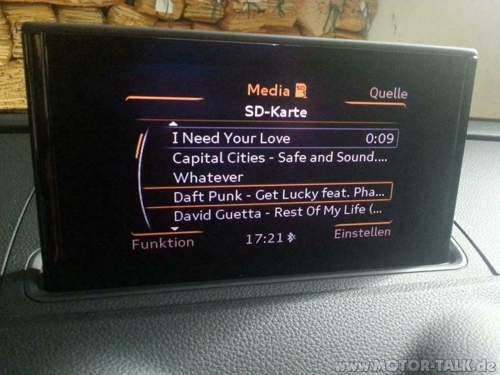 Media
Quelle
SD-Karte
I Need Your Love 0:09
Capital Cities - Safe and Sound....
Whatever
Daft Punk - Get Lucky feat. Pha...
David Guetta - Rest Of My Life (...
Funktion
17:21
Einstellen
www.MOTOR-TALK.de